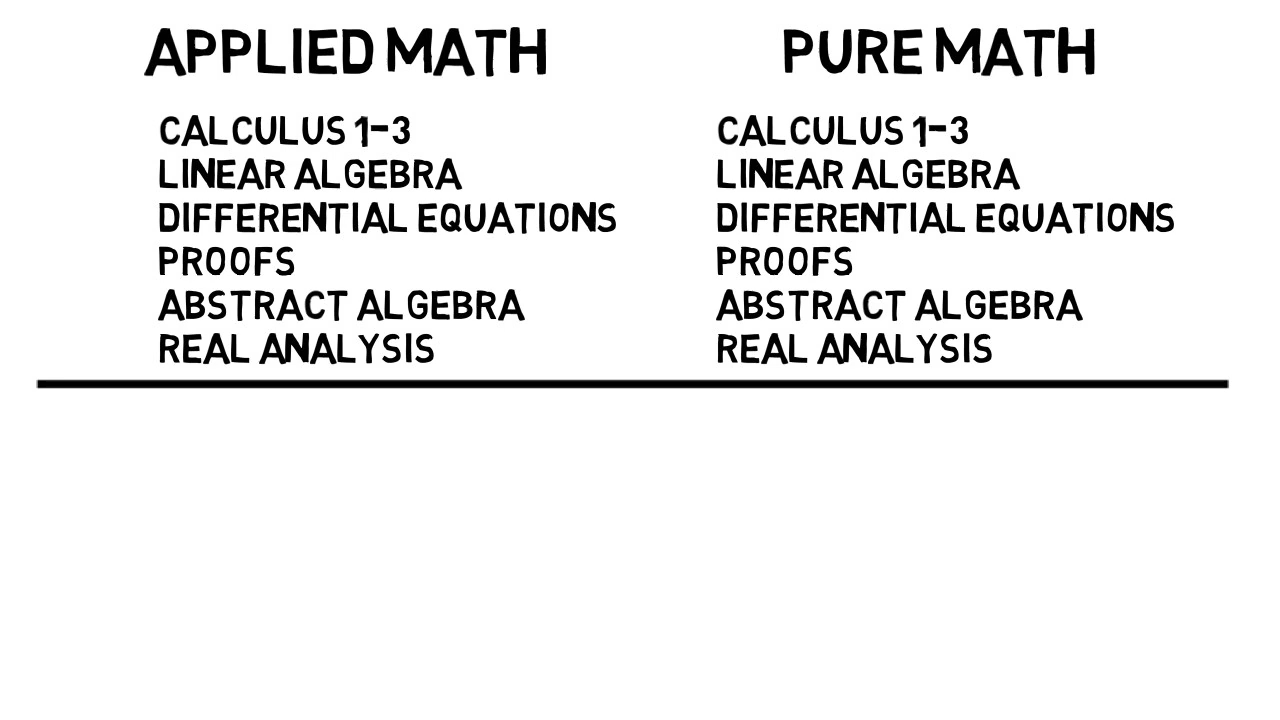 APPLIED MATH
CALCULUS 1-3
LINEAR ALGEBRA
DIFFERENTIAL EQUATIONS
PROOFS
ABSTRACT ALGEBRA
REAL ANALYSIS
PURE MATH
CALCULUS 1-3
LINEAR ALGEBRA
DIFFERENTIAL EQUATIONS
PROOFS
ABSTRACT ALGEBRA
REAL ANALYSIS